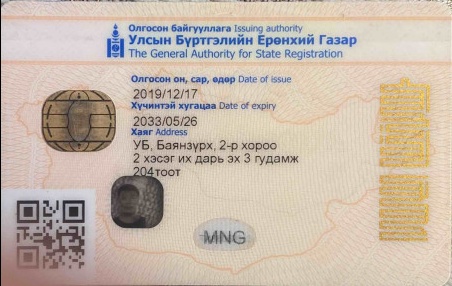 Олгосон байгууллага Issuing authority
Улсын Бүртгэлийн Ерөнхий Газар
The General Authority for State Registration
Олгосон он, сар, өдөр Date of issue
2019/12/17
Хүчинтэй хугацаа Date of expiry
2033/05/26
Хаяг Address
УБ, Баянзүрх, 2-р хороо
2 хэсэг их дарь эх 3 гудамж
204тоот
MNG